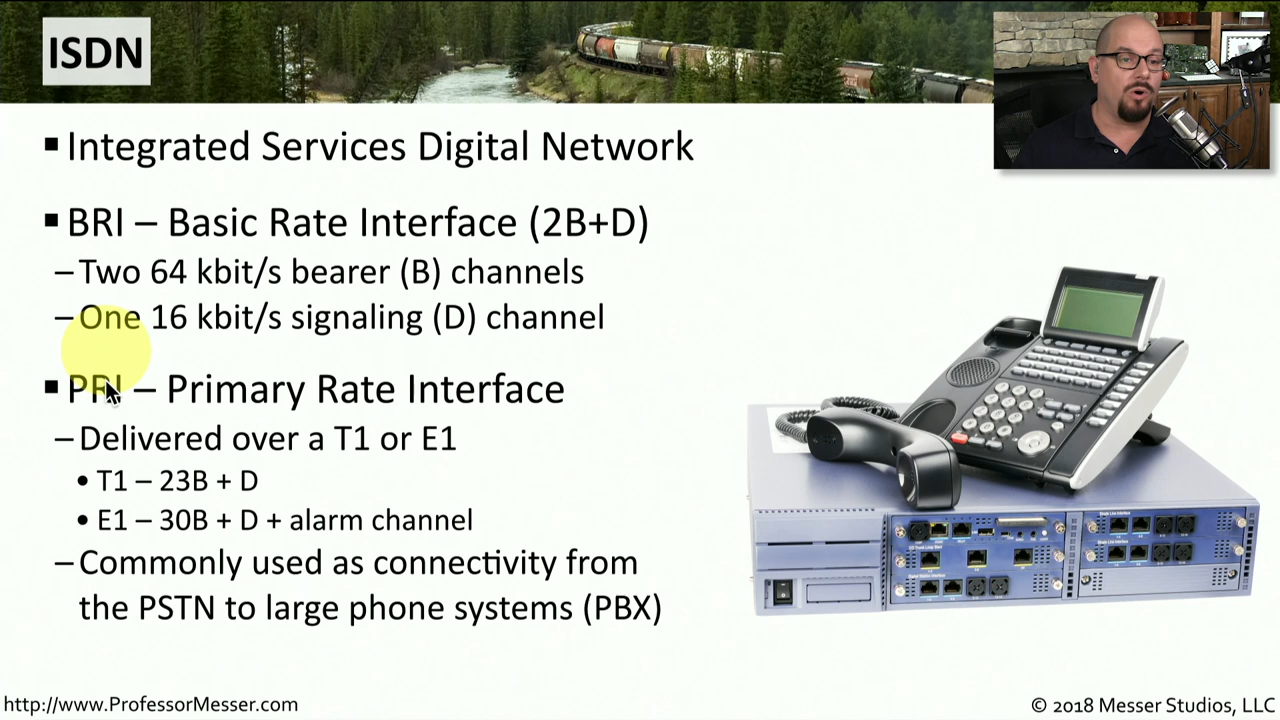 ISDN
▪ Integrated Services Digital Network
▪ BRI – Basic Rate Interface (2B+D)
– Two 64 kbit/s bearer (B) channels
– One 16 kbit/s signaling (D) channel
▪ PRI – Primary Rate Interface
– Delivered over a T1 or E1
• T1 – 23B + D
• E1 – 30B + D + alarm channel
– Commonly used as connectivity from
the PSTN to large phone systems (PBX)
http://www.ProfessorMesser.com
© 2018 Messer Studios, LLC